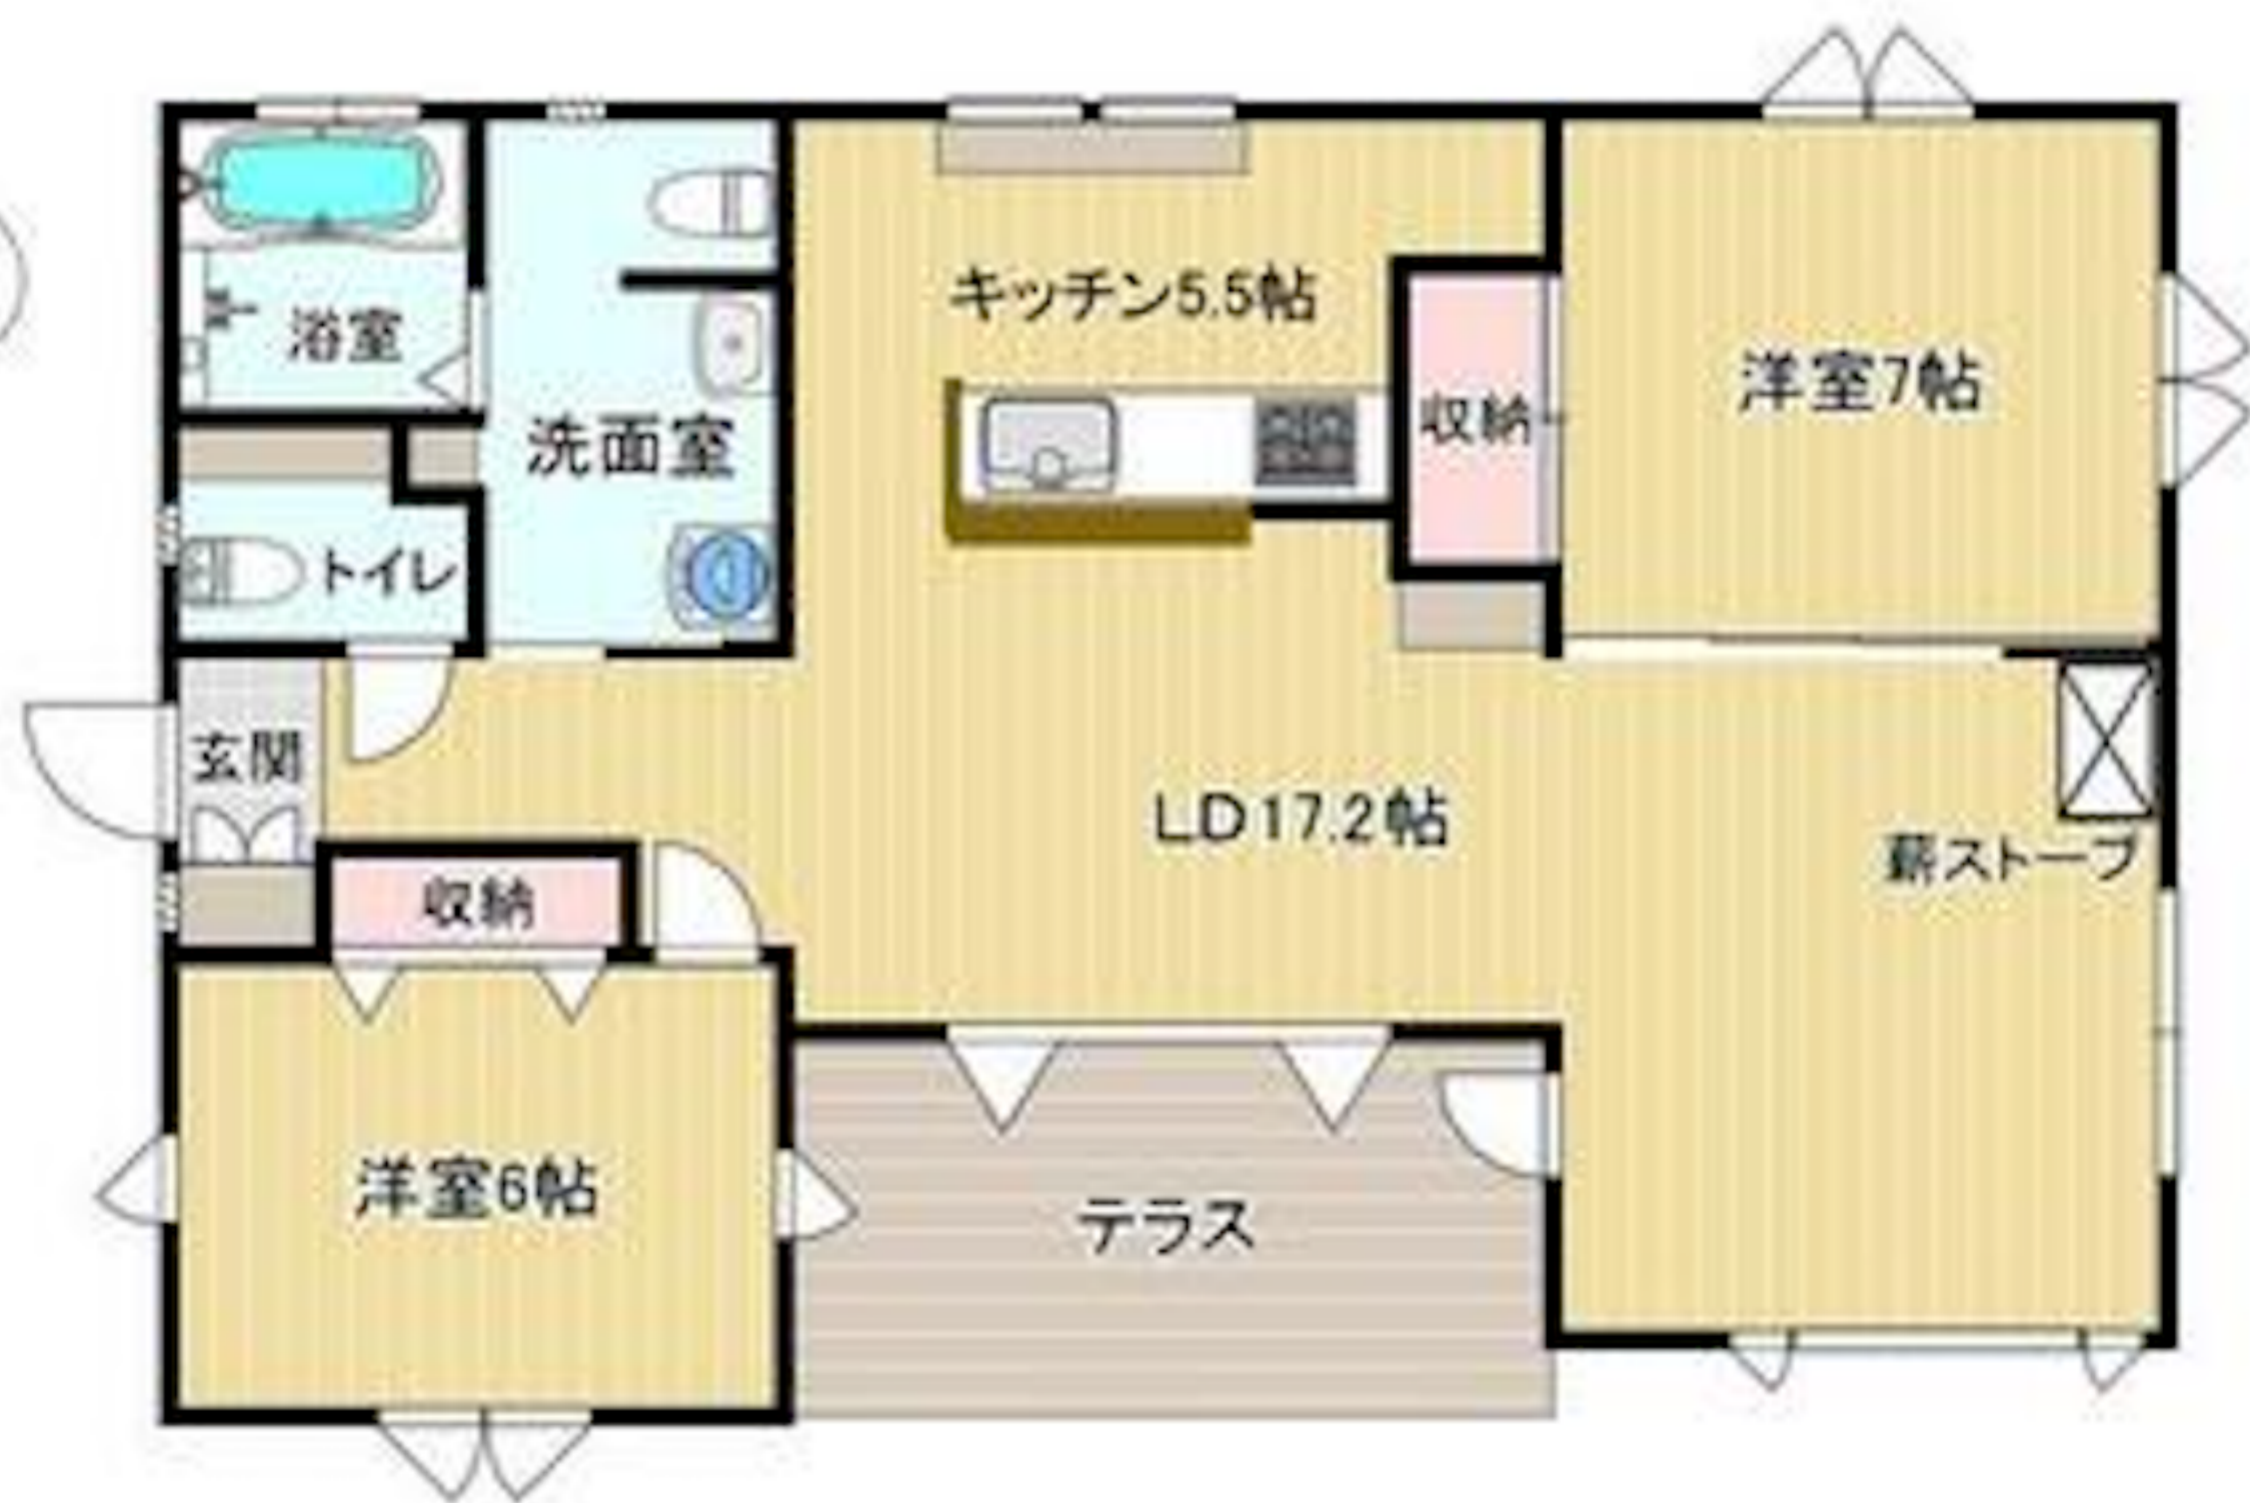 浴室
キッチン5.5帖
洋室7帖
収納
洗面室
トイレ
玄関
LD17.2帖
薪ストーブ
収納
洋室6帖
テラス